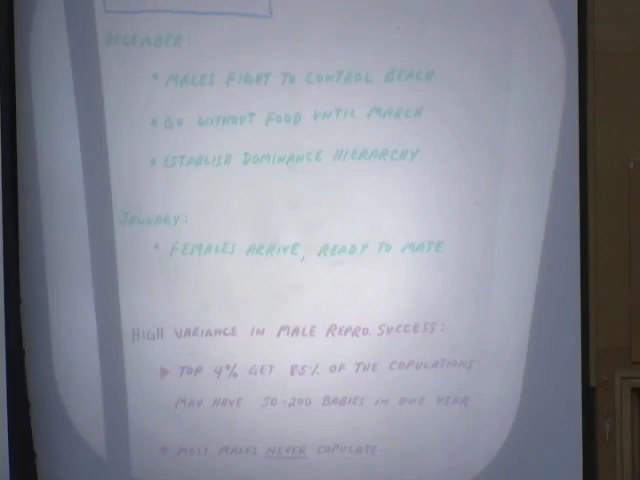 DECEMBER:
• MALES FIGHT TO CONTROL BEACH
• GO WITHOUT FOOD UNTIL MARCH
• ESTABLISH DOMINANCE HIERARCHY
JANUARY:
• FEMALES ARRIVE, READY TO MATE
HIGH VARIANCE IN MALE REPRO. SUCCESS:
• TOP 4% GET 85% OF THE COPULATIONS
MAY HAVE 50-200 BABIES IN ONE YEAR
• MOST MALES NEVER COPULATE